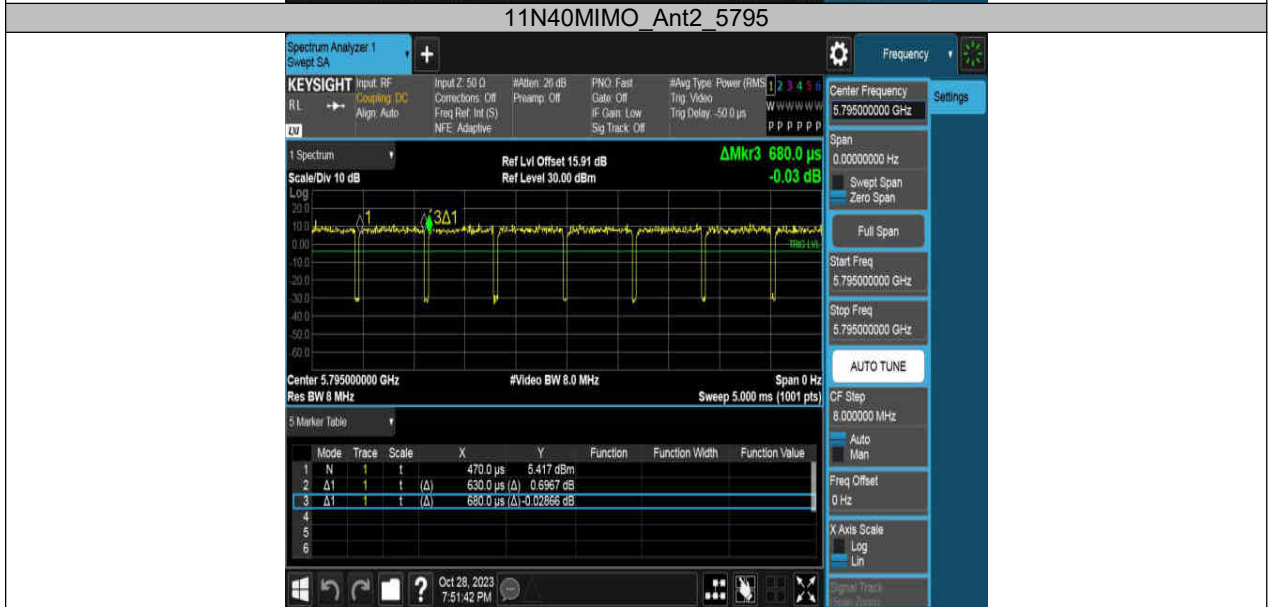 11N40MIMO_Ant2_5795
Spectrum Analyzer 1
Swept SA
+
Frequency
KEYSIGHT
RL
LXI
Input: RF
Coupling: DC
Align: Auto
Input Z: 50 Ω
Corrections: Off
Freq Ref: Int (S)
NFE: Adaptive
#Atten: 26 dB
Preamp: Off
PNO: Fast
Gate: Off
IF Gain: Low
Sig Track: Off
#Avg Type: Power (RMS
Trig: Video
Trig Delay: -50.0 µs
1 2 3 4 5 6
W W W W W W
P P P P P P
Center Frequency
5.795000000 GHz
Settings
Span
0.00000000 Hz
Swept Span
Zero Span
Full Span
Start Freq
5.795000000 GHz
Stop Freq
5.795000000 GHz
AUTO TUNE
CF Step
8.000000 MHz
Auto
Man
Freq Offset
0 Hz
X Axis Scale
Log
Lin
Signal Track
1 Spectrum
Scale/Div 10 dB
Ref Lvl Offset 15.91 dB
Ref Level 30.00 dBm
ΔMkr3 680.0 µs
-0.03 dB
Log
20.0
10.0
0.00
-10.0
-20.0
-30.0
-40.0
-50.0
-60.0
1
3Δ1
TRIG LVL
Center 5.795000000 GHz
Res BW 8 MHz
#Video BW 8.0 MHz
Span 0 Hz
Sweep 5.000 ms (1001 pts)
5 Marker Table
Mode Trace Scale X Y Function Function Width Function Value
1 N 1 t 470.0 µs 5.417 dBm
2 Δ1 1 t (Δ) 630.0 µs (Δ) 0.6967 dB
3 Δ1 1 t (Δ) 680.0 µs (Δ) -0.02866 dB
4
5
6
?
Oct 28, 2023
7:51:42 PM